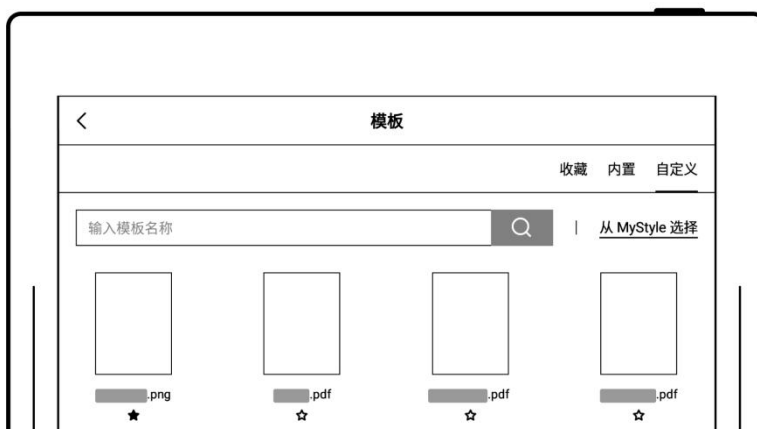 模板
收藏 内置 自定义
输入模板名称 | 从 MyStyle 选择
.png .pdf .pdf .pdf